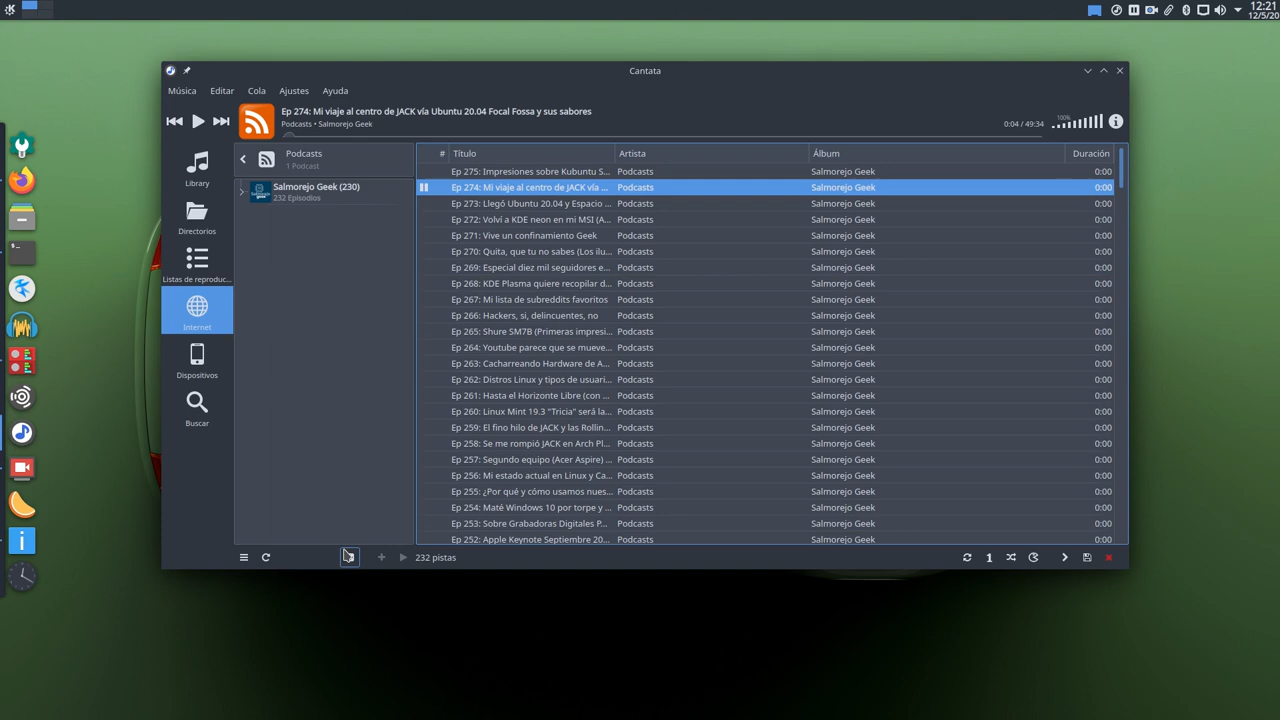 12:21
12/5/20
Cantata
Música Editar Cola Ajustes Ayuda
Ep 274: Mi viaje al centro de JACK vía Ubuntu 20.04 Focal Fossa y sus sabores
Podcasts • Salmorejo Geek
0:04 / 49:34
100%
Library
Directorios
Listas de reproduc...
Internet
Dispositivos
Buscar
Podcasts
1 Podcast
Salmorejo Geek (230)
232 Episodios
# Título Artista Álbum Duración
Ep 275: Impresiones sobre Kubuntu S... Podcasts Salmorejo Geek 0:00
Ep 274: Mi viaje al centro de JACK vía ... Podcasts Salmorejo Geek 0:00
Ep 273: Llegó Ubuntu 20.04 y Espacio ... Podcasts Salmorejo Geek 0:00
Ep 272: Volví a KDE neon en mi MSI (A... Podcasts Salmorejo Geek 0:00
Ep 271: Vive un confinamiento Geek Podcasts Salmorejo Geek 0:00
Ep 270: Quita, que tu no sabes (Los ilu... Podcasts Salmorejo Geek 0:00
Ep 269: Especial diez mil seguidores e... Podcasts Salmorejo Geek 0:00
Ep 268: KDE Plasma quiere recopilar d... Podcasts Salmorejo Geek 0:00
Ep 267: Mi lista de subreddits favoritos Podcasts Salmorejo Geek 0:00
Ep 266: Hackers, si, delincuentes, no Podcasts Salmorejo Geek 0:00
Ep 265: Shure SM7B (Primeras impresi... Podcasts Salmorejo Geek 0:00
Ep 264: Youtube parece que se mueve... Podcasts Salmorejo Geek 0:00
Ep 263: Cacharreando Hardware de A... Podcasts Salmorejo Geek 0:00
Ep 262: Distros Linux y tipos de usuari... Podcasts Salmorejo Geek 0:00
Ep 261: Hasta el Horizonte Libre (con ... Podcasts Salmorejo Geek 0:00
Ep 260: Linux Mint 19.3 "Tricia" será la... Podcasts Salmorejo Geek 0:00
Ep 259: El fino hilo de JACK y las Rollin... Podcasts Salmorejo Geek 0:00
Ep 258: Se me rompió JACK en Arch Pl... Podcasts Salmorejo Geek 0:00
Ep 257: Segundo equipo (Acer Aspire) ... Podcasts Salmorejo Geek 0:00
Ep 256: Mi estado actual en Linux y Ca... Podcasts Salmorejo Geek 0:00
Ep 255: ¿Por qué y cómo usamos nues... Podcasts Salmorejo Geek 0:00
Ep 254: Maté Windows 10 por torpe y ... Podcasts Salmorejo Geek 0:00
Ep 253: Sobre Grabadoras Digitales P... Podcasts Salmorejo Geek 0:00
Ep 252: Apple Keynote Septiembre 20... Podcasts Salmorejo Geek 0:00
232 pistas
1